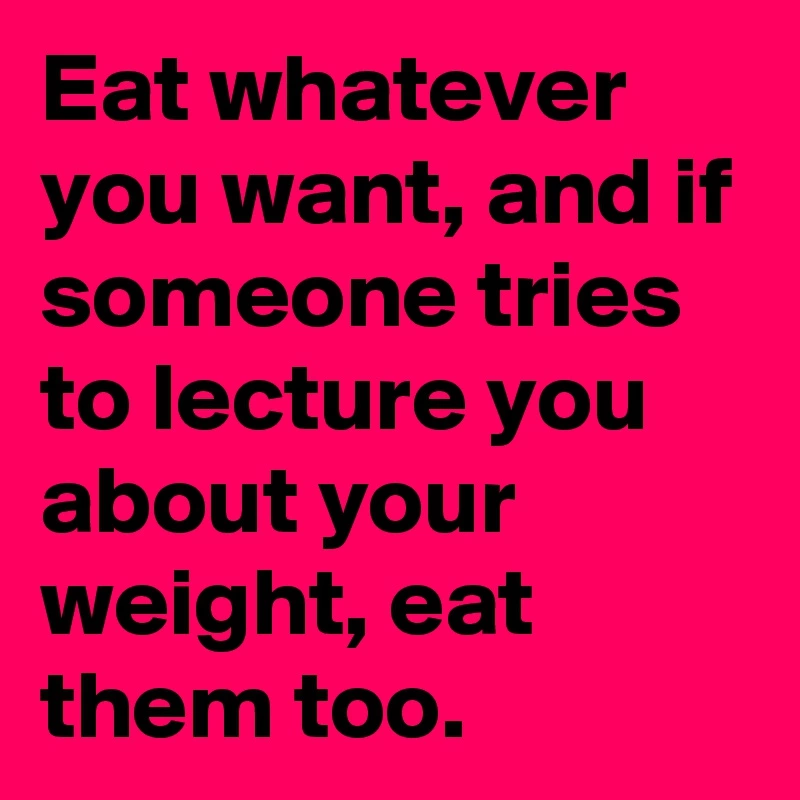 Eat whatever
you want, and if
someone tries
to lecture you
about your
weight, eat
them too.